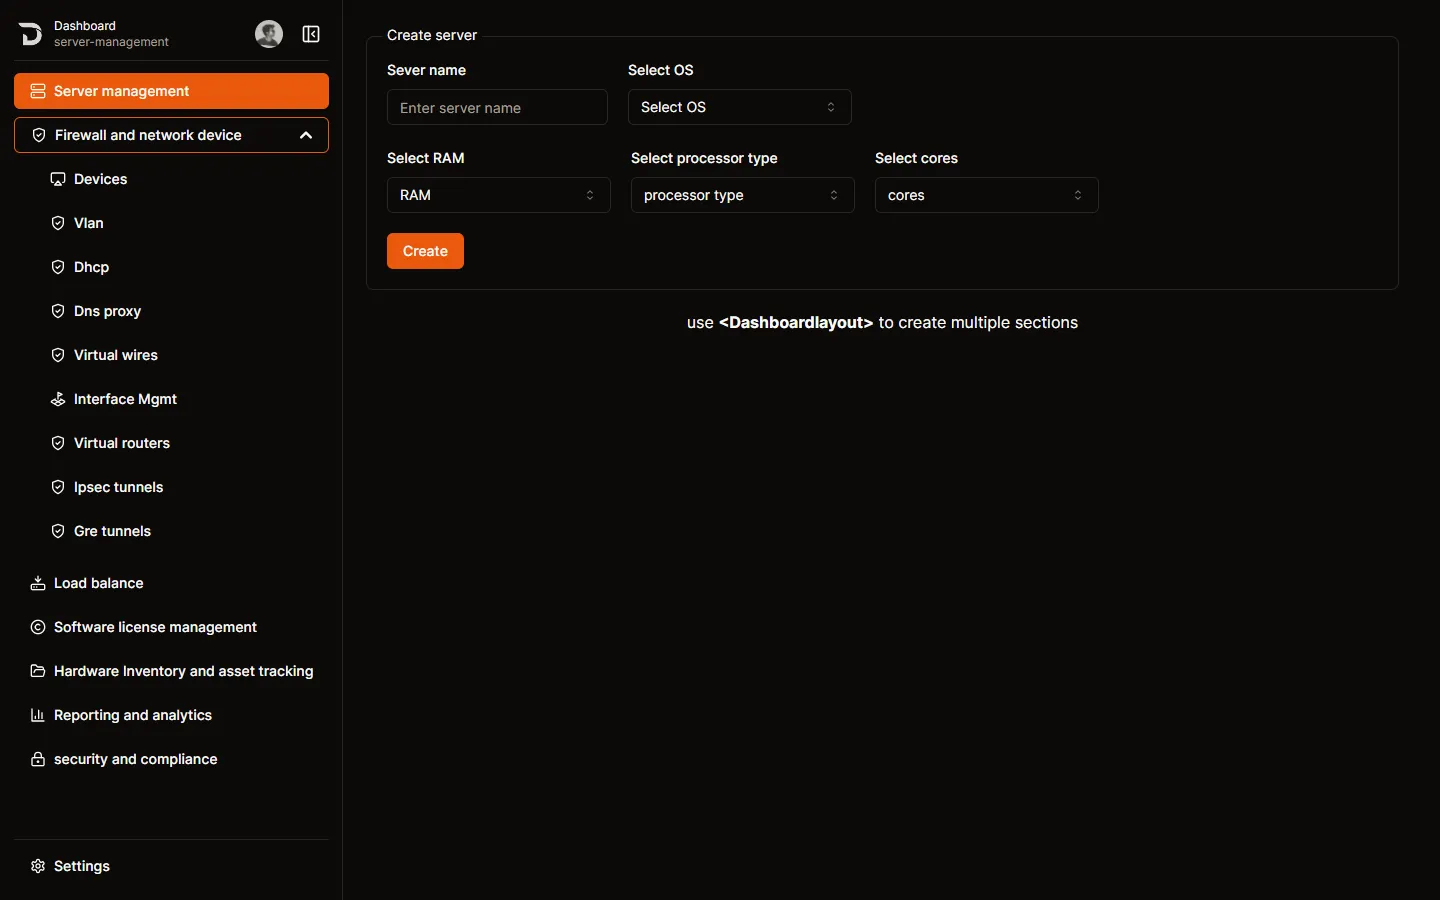 Dashboard
server-management
Server management
Firewall and network device
Devices
Vlan
Dhcp
Dns proxy
Virtual wires
Interface Mgmt
Virtual routers
Ipsec tunnels
Gre tunnels
Load balance
Software license management
Hardware Inventory and asset tracking
Reporting and analytics
security and compliance
Settings
Create server
Sever name
Select OS
Enter server name
Select OS
Select RAM
Select processor type
Select cores
RAM
processor type
cores
Create
use <Dashboardlayout> to create multiple sections